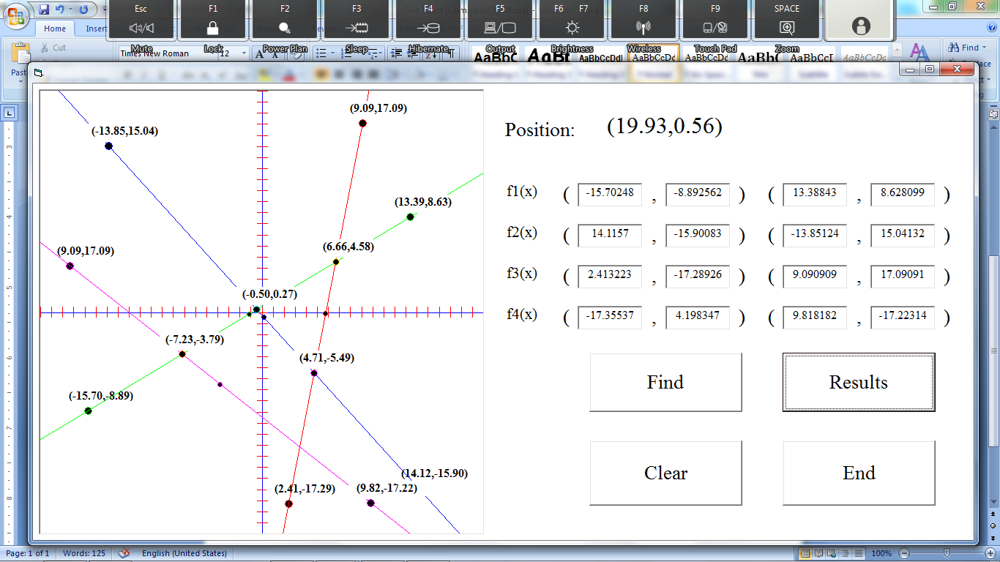 Esc F1 F2 F3 F4 F5 F6 F7 F8 F9 SPACE
Mute Lock Power Plan Sleep Hibernate Output Brightness Wireless Touch Pad Zoom
Home Insert
Cut
Times New Roman 12
Find
Position: (19.93,0.56)
f1(x) ( -15.70248 , -8.892562 ) ( 13.38843 , 8.628099 )
f2(x) ( 14.1157 , -15.90083 ) ( -13.85124 , 15.04132 )
f3(x) ( 2.413223 , -17.28926 ) ( 9.090909 , 17.09091 )
f4(x) ( -17.35537 , 4.198347 ) ( 9.818182 , -17.22314 )
Find Results
Clear End
(9.09,17.09)
(-13.85,15.04)
(13.39,8.63)
(6.66,4.58)
(9.09,17.09)
(-0.50,0.27)
(-7.23,-3.79)
(4.71,-5.49)
(-15.70,-8.89)
(14.12,-15.90)
(2.41,-17.29) (9.82,-17.22)
3
4
5
6
7
8
Page: 1 of 1 Words: 125 English (United States) 100%